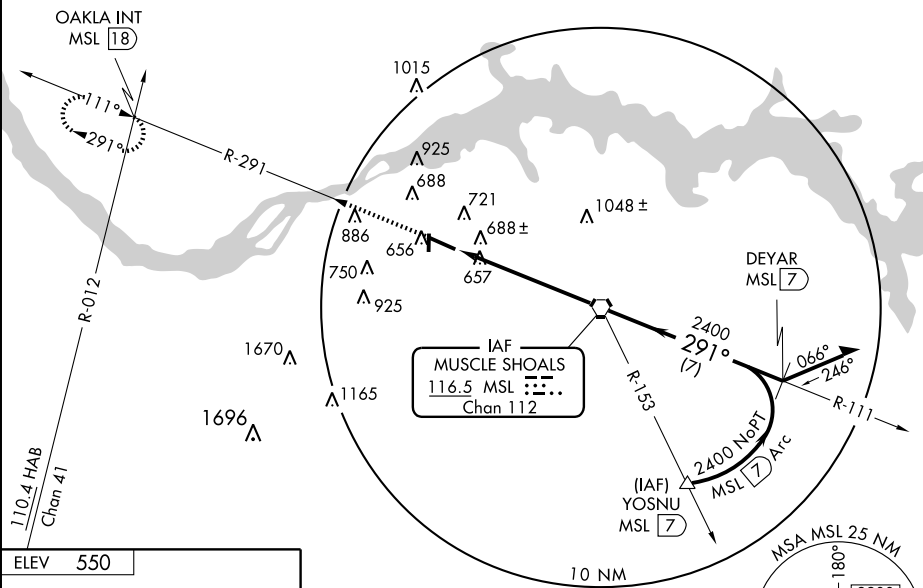 OAKLA INT
MSL 18
1015
111°
291°
R-291
925
688
721
1048 ±
688 ±
886
656
657
750
925
DEYAR
MSL 7
R-012
2400
291°
(7)
066°
246°
IAF
MUSCLE SHOALS
116.5 MSL
Chan 112
1670
R-153
R-111
1165
1696
2400 NoPT
MSL 7 Arc
(IAF)
YOSNU
MSL 7
110.4 HAB
Chan 41
ELEV 550
10 NM
MSA MSL 25 NM
180°